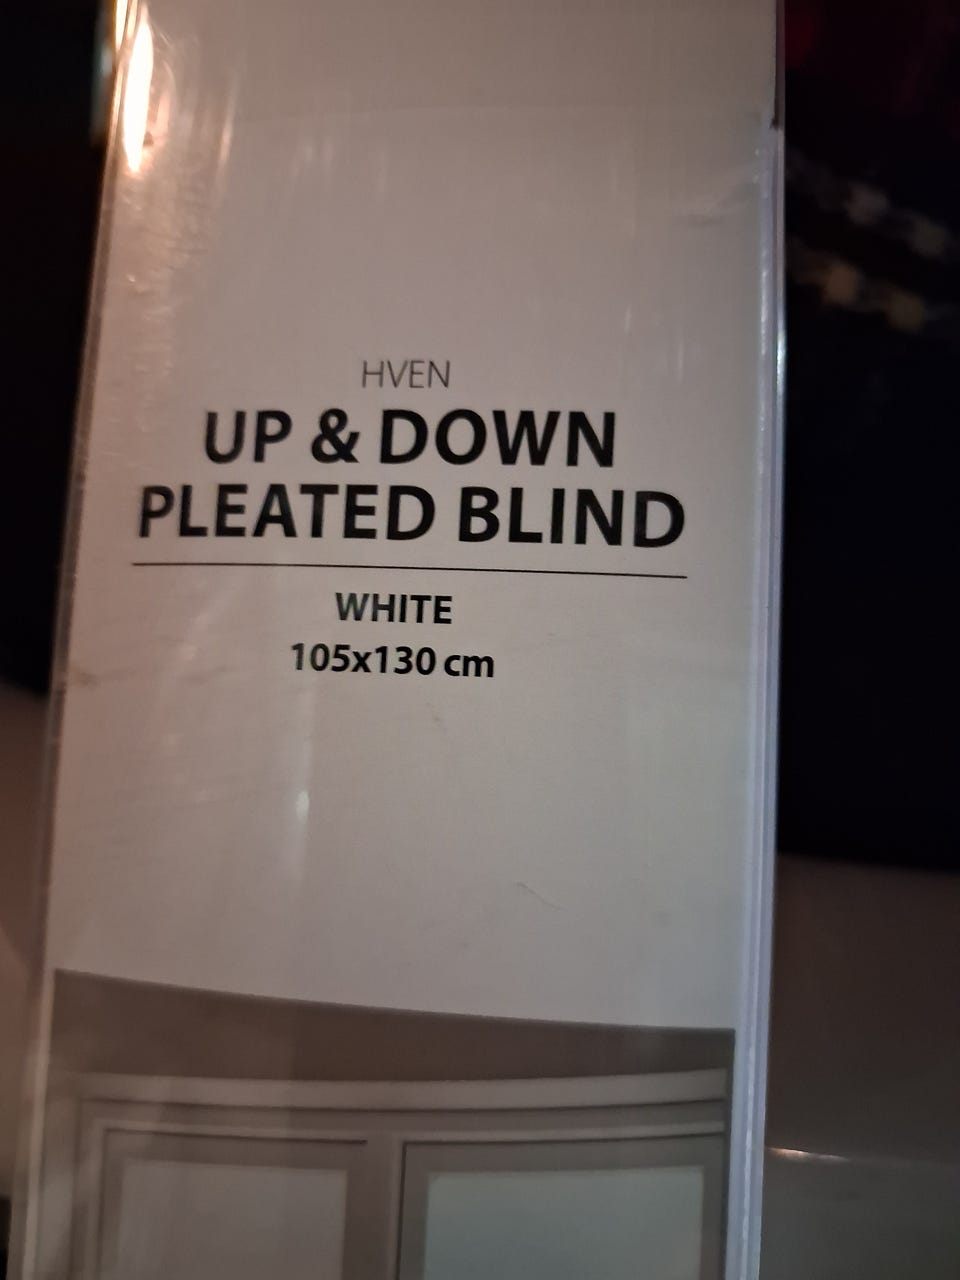 HVEN
UP & DOWN
PLEATED BLIND
WHITE
105x130 cm